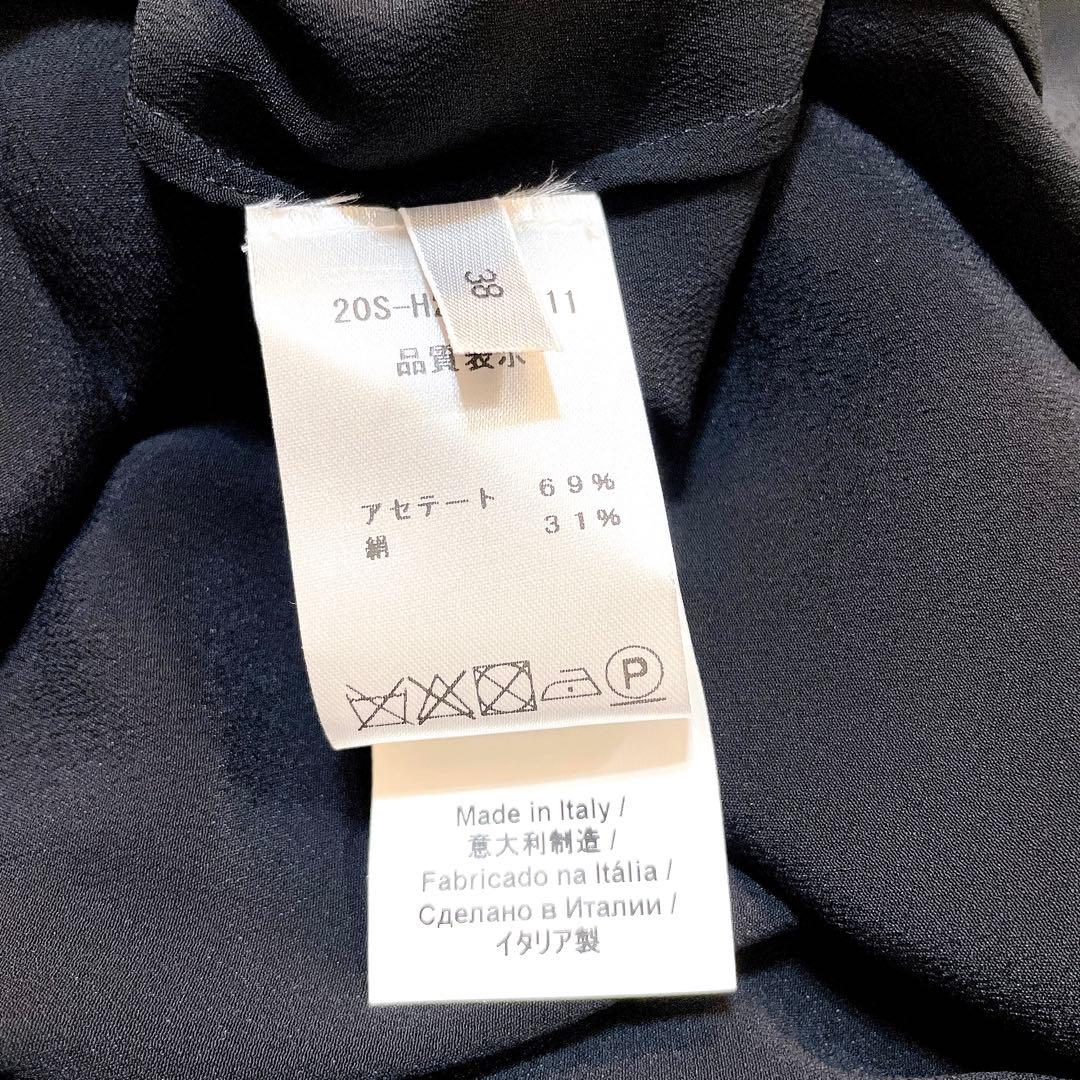 38
20S-H2 11
品質表示
アセテート 69%
絹 31%
P
Made in Italy /
意大利制造 /
Fabricado na Itália /
Сделано в Италии /
イタリア製